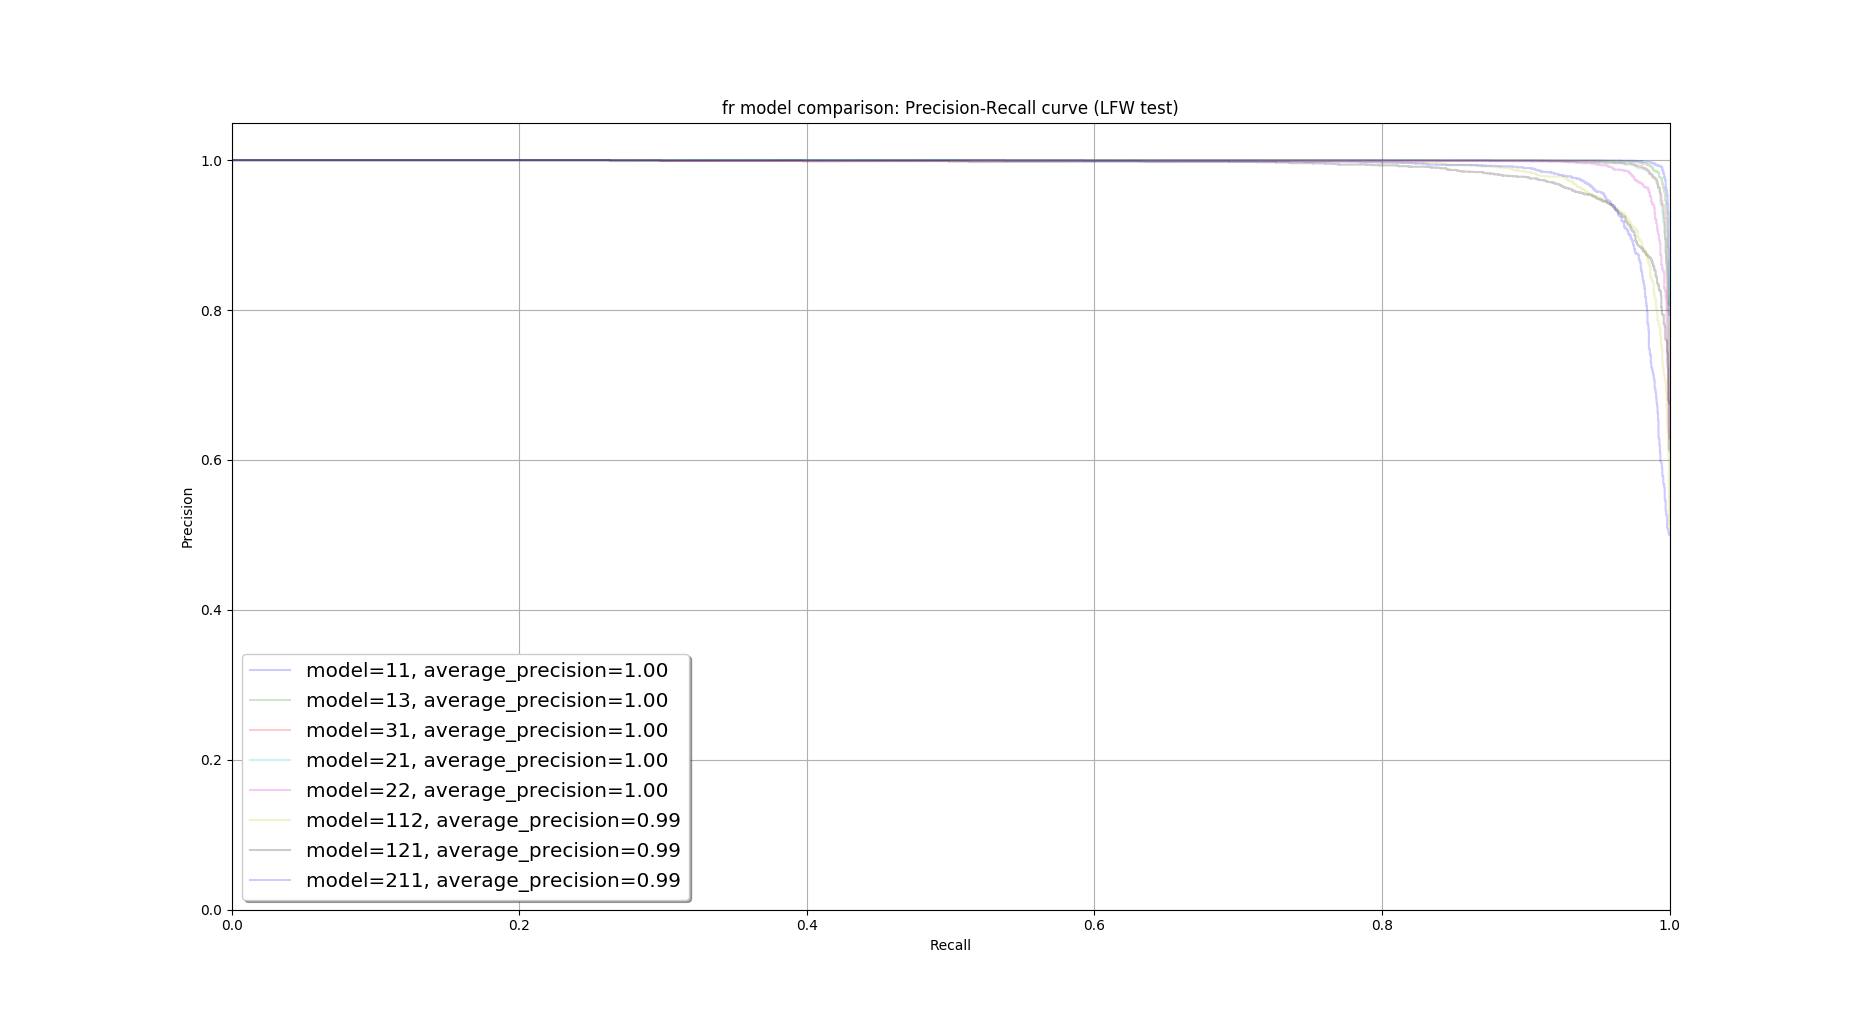 fr model comparison: Precision-Recall curve (LFW test)
1.0
0.8
0.6
0.4
0.2
0.0
Precision
model=11, average_precision=1.00
model=13, average_precision=1.00
model=31, average_precision=1.00
model=21, average_precision=1.00
model=22, average_precision=1.00
model=112, average_precision=0.99
model=121, average_precision=0.99
model=211, average_precision=0.99
0.0 0.2 0.4 0.6 0.8 1.0
Recall